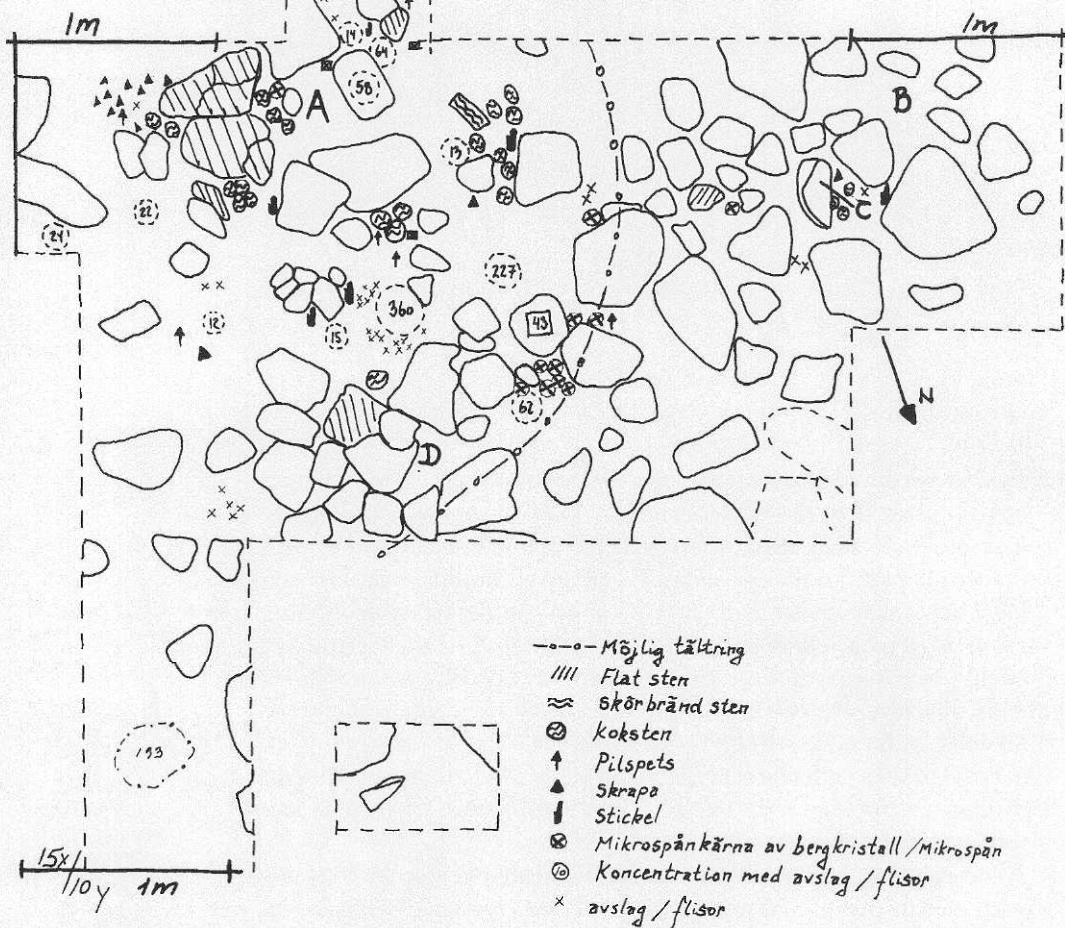 1m
1m
14
64
58
A
B
13
C
22
24
227
360
12
15
43
62
N
D
193
Möjlig tältring
Flat sten
Skörbränd sten
Koksten
Pilspets
Skrapa
Stickel
Mikrospånkärna av bergkristall / Mikrospån
10 Koncentration med avslag / flisor
x avslag / flisor
15x/10y
1m